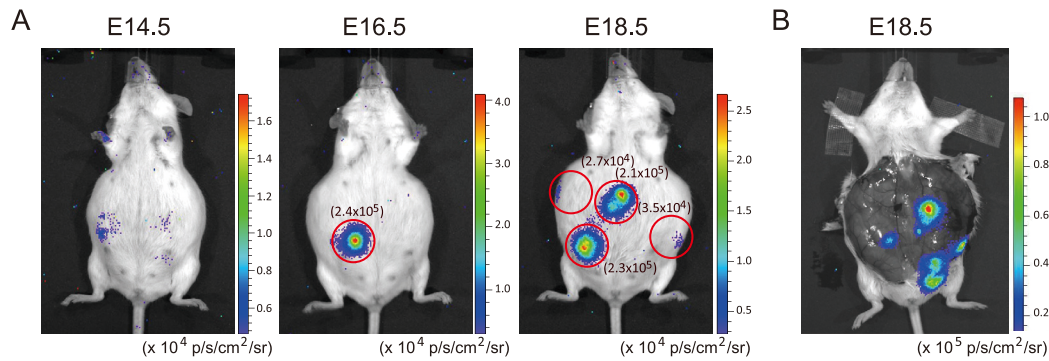 A
E14.5
E16.5
E18.5
B
E18.5
1.6
1.4
1.2
1.0
0.8
0.6
(x 10⁴ p/s/cm²/sr)
(2.4x10⁵)
4.0
3.0
2.0
1.0
(x 10⁴ p/s/cm²/sr)
(2.7x10⁴)
(2.1x10⁵)
(3.5x10⁴)
(2.3x10⁵)
2.5
2.0
1.5
1.0
0.5
(x 10⁴ p/s/cm²/sr)
1.0
0.8
0.6
0.4
0.2
(x 10⁵ p/s/cm²/sr)